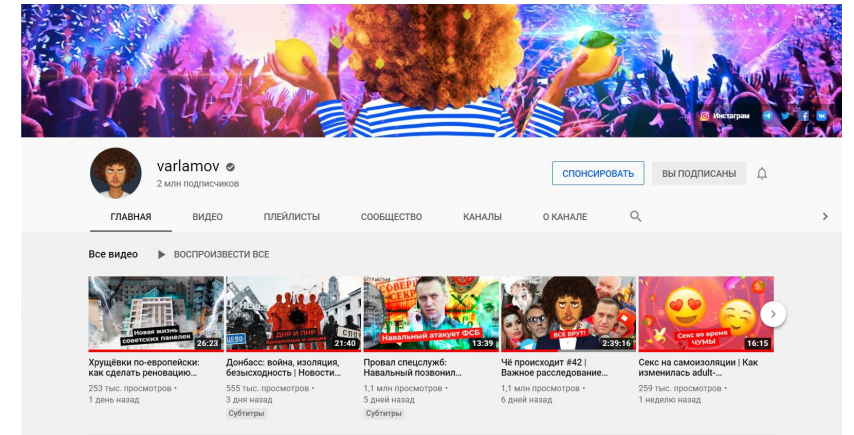 Инстаграм
varlamov
2 млн подписчиков
СПОНСИРОВАТЬ
ВЫ ПОДПИСАНЫ
ГЛАВНАЯ ВИДЕО ПЛЕЙЛИСТЫ СООБЩЕСТВО КАНАЛЫ О КАНАЛЕ
Все видео ВОСПРОИЗВЕСТИ ВСЕ
Новая жизнь
советских панелек
26:23
Хрущёвки по-европейски:
как сделать реновацию...
253 тыс. просмотров •
1 день назад
ДНР И ЛНР
21:40
Донбасс: война, изоляция,
безысходность | Новости...
555 тыс. просмотров •
3 дня назад
Субтитры
Навальный атакует ФСБ
13:39
Провал спецслужб:
Навальный позвонил...
1,1 млн просмотров •
5 дней назад
Субтитры
ВСЕ ВРУТ!
2:39:16
Чё происходит #42 |
Важное расследование...
1,1 млн просмотров •
6 дней назад
Секс во время
ЧУМЫ
16:15
Секс на самоизоляции | Как
изменилась adult-...
259 тыс. просмотров •
1 неделю назад